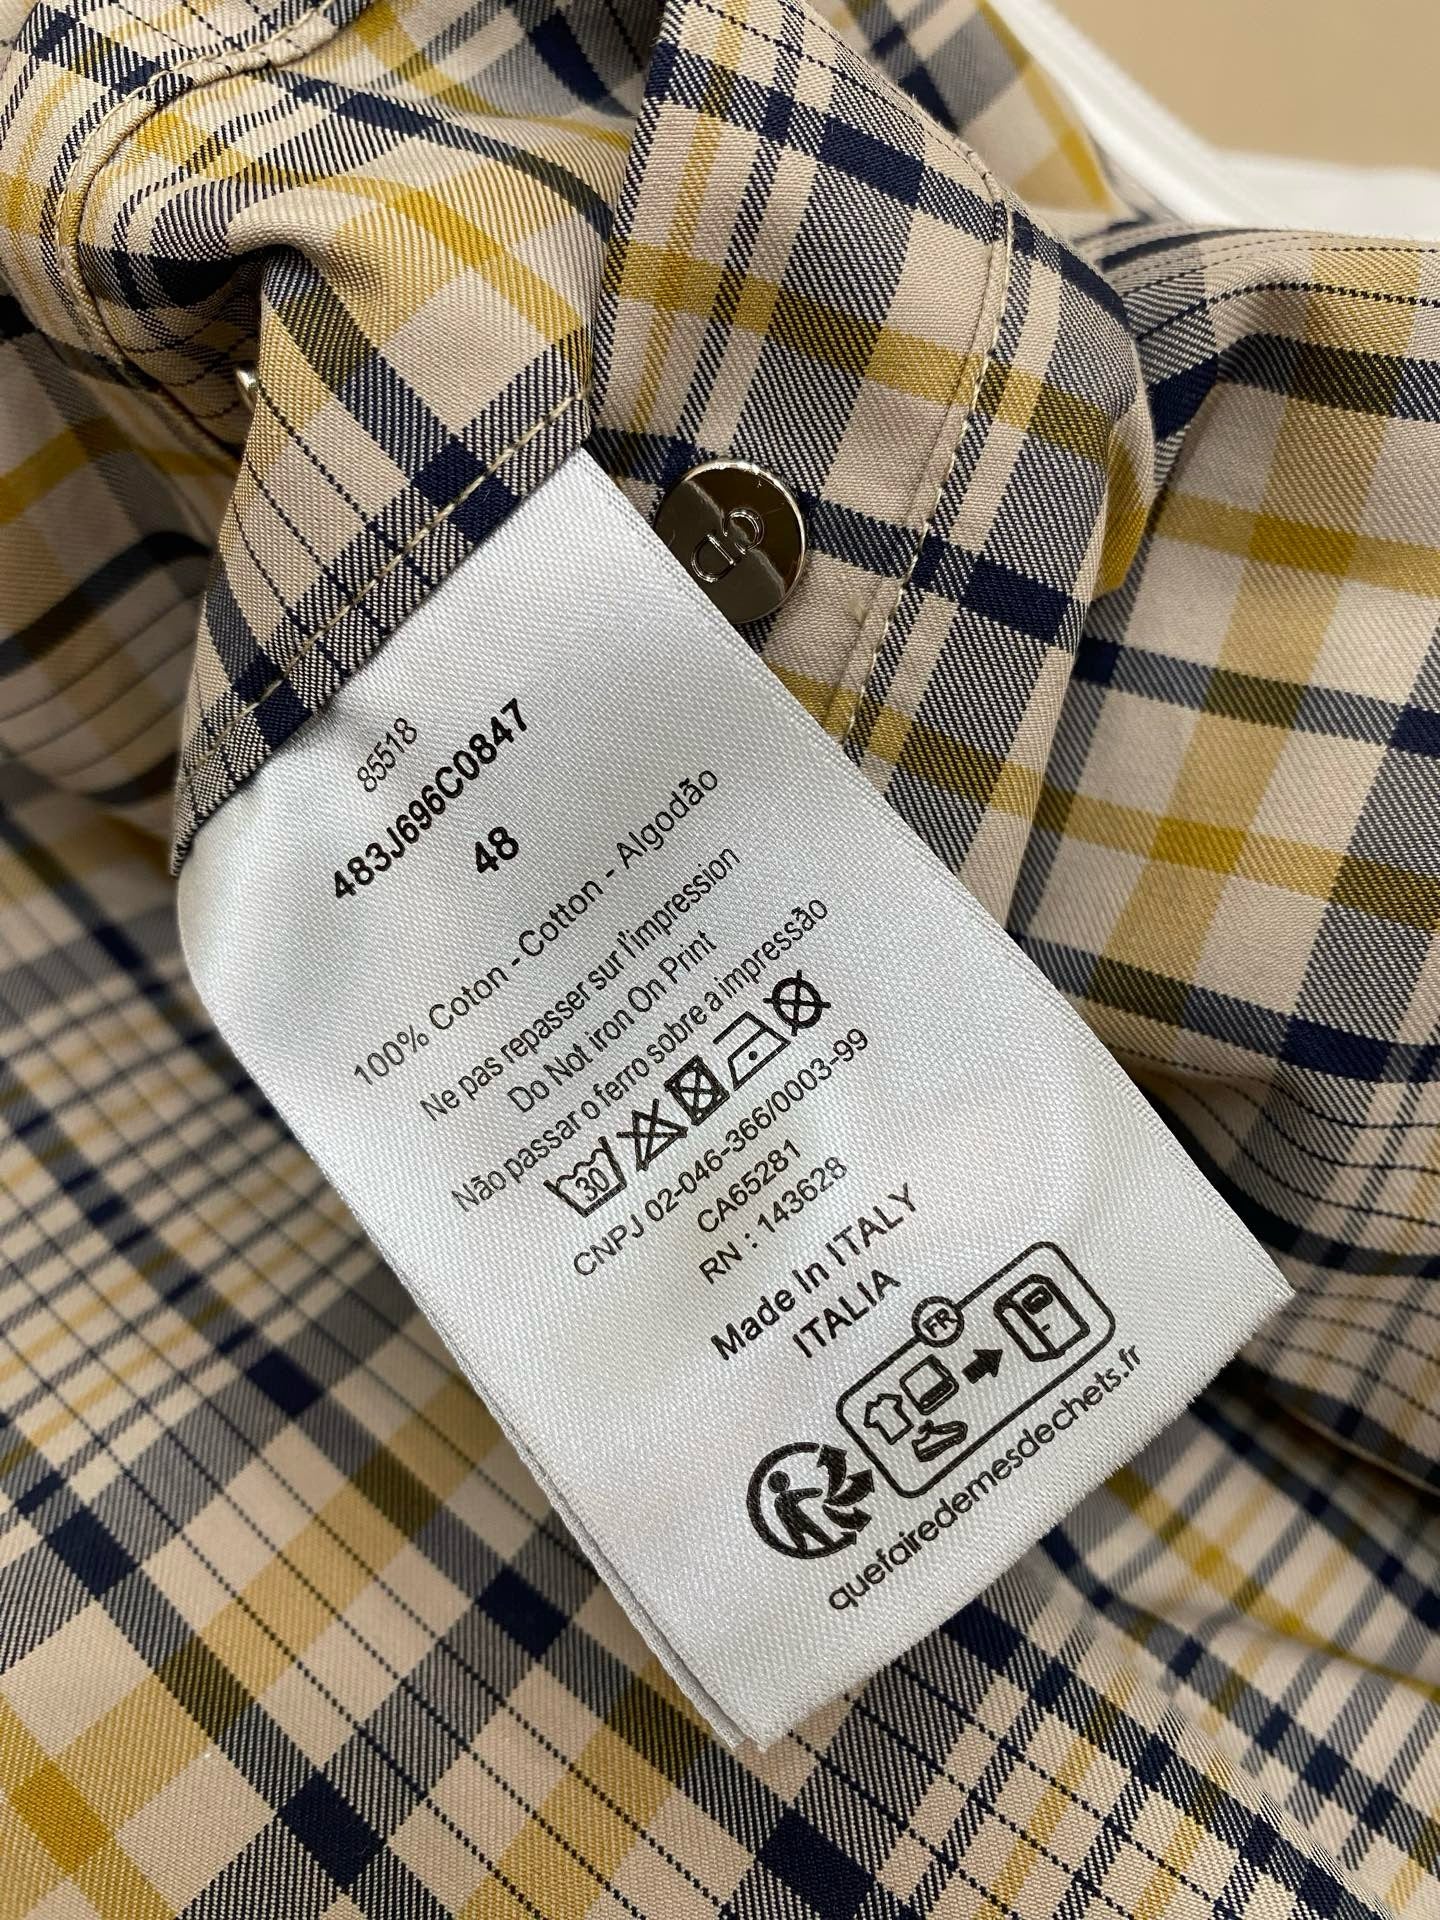 CD
85518
483J696C0847
48
100% Coton - Cotton - Algodão
Ne pas repasser sur l'impression
Do Not iron On Print
Não passar o ferro sobre a impressão
30
CNPJ 02-046-366/0003-99
CA65281
RN : 143628
Made In ITALY
ITALIA
FR
quefairedemesdechets.fr